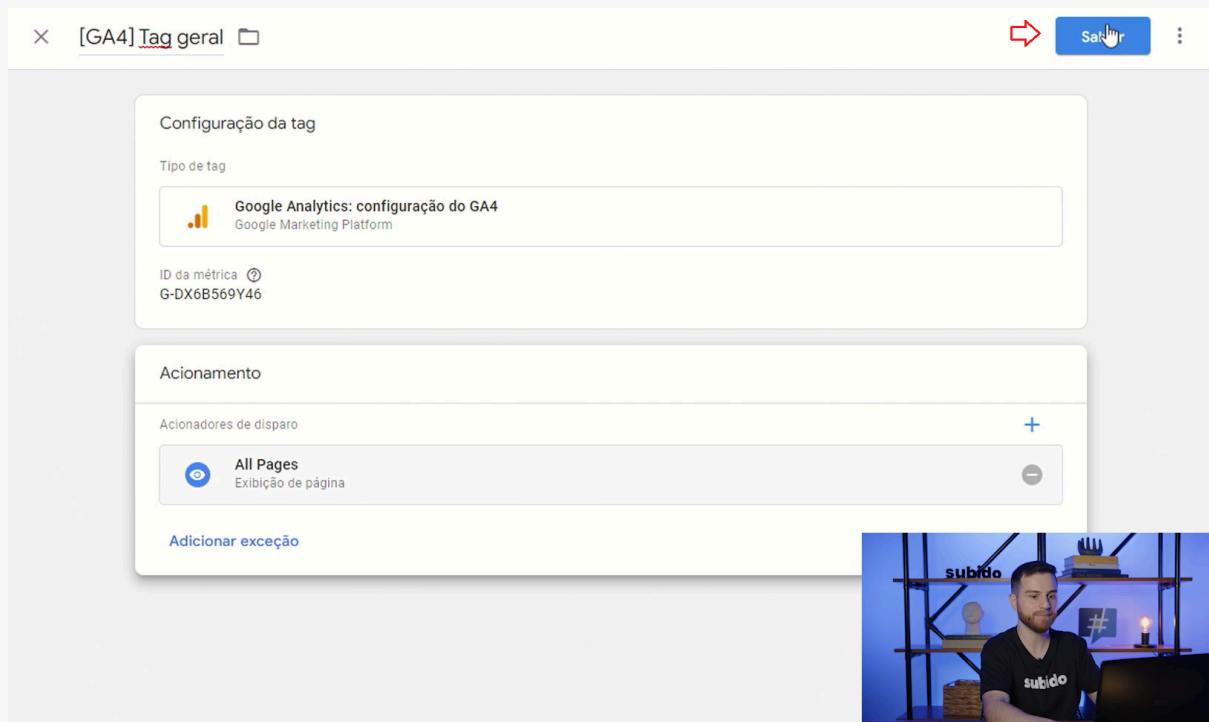 [GA4] Tag geral
Salvar
Configuração da tag
Tipo de tag
Google Analytics: configuração do GA4
Google Marketing Platform
ID da métrica
G-DX6B569Y46
Acionamento
Acionadores de disparo
All Pages
Exibição de página
Adicionar exceção
subido
#
subido